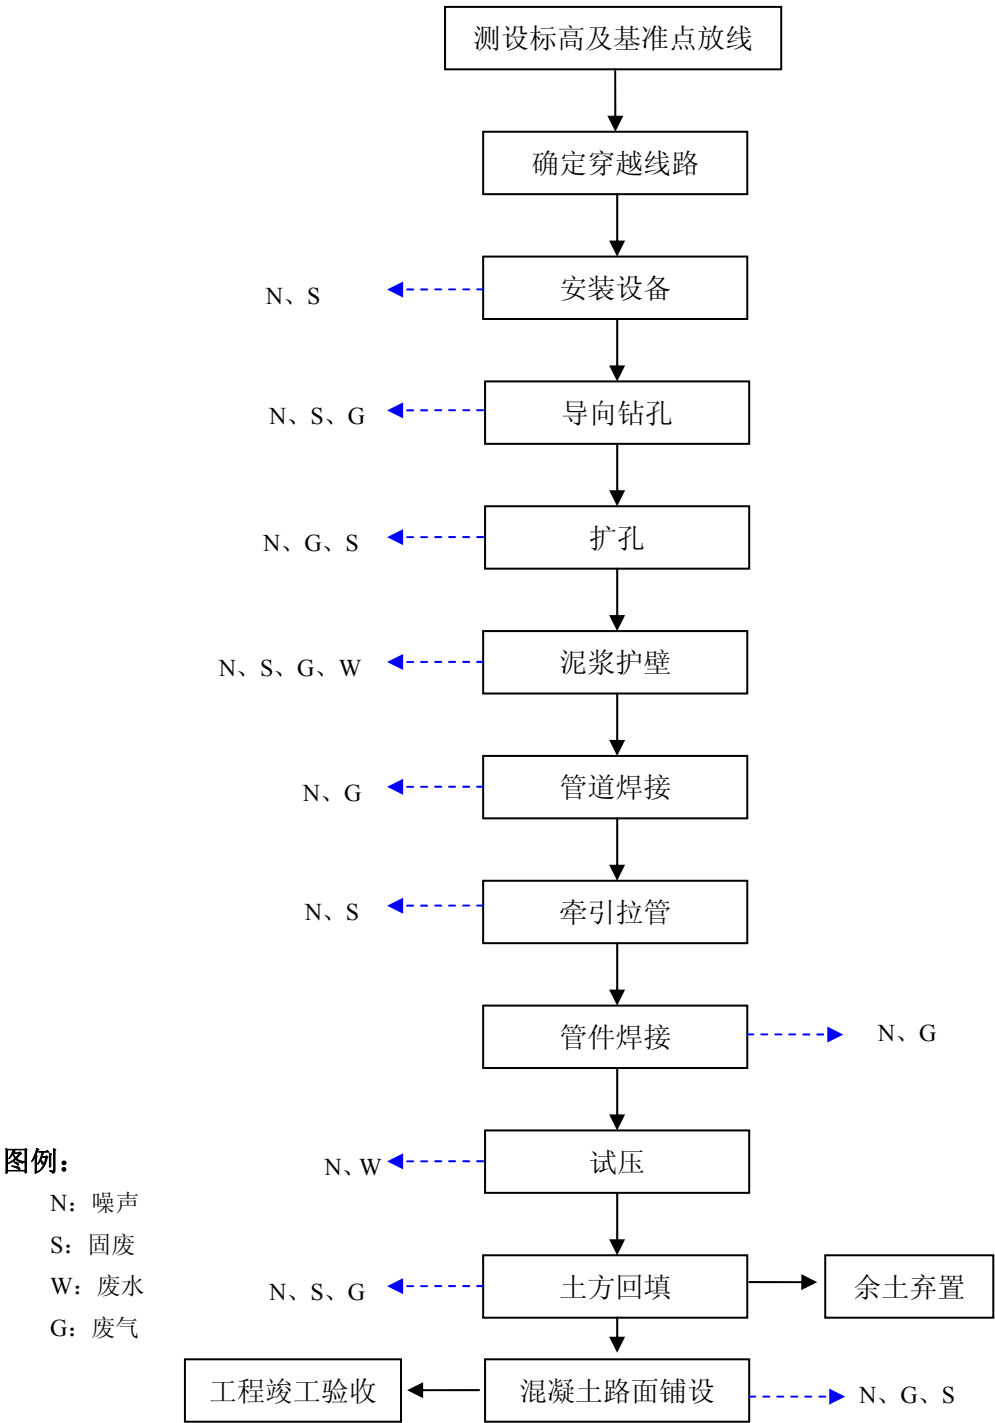 测设标高及基准点放线
确定穿越线路
安装设备
N、S
导向钻孔
N、S、G
扩孔
N、G、S
泥浆护壁
N、S、G、W
管道焊接
N、G
牵引拉管
N、S
管件焊接
N、G
试压
N、W
图例：
N：噪声
S：固废
W：废水
G：废气
土方回填
N、S、G
余土弃置
工程竣工验收
混凝土路面铺设
N、G、S